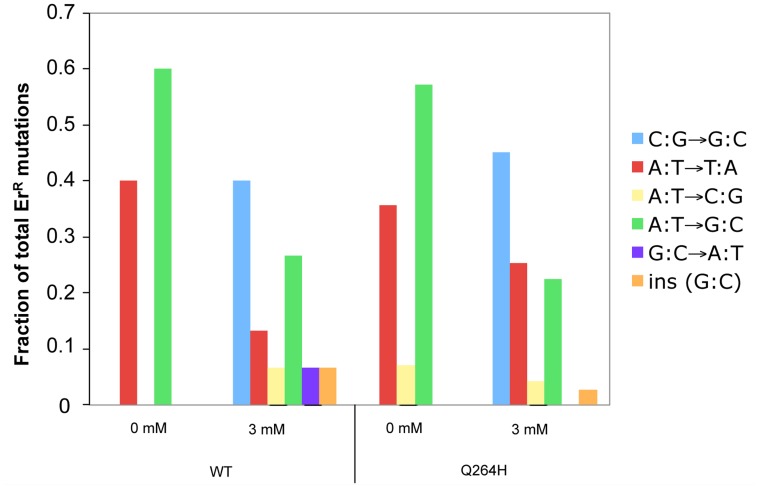 Fraction of total Erᴿ mutations
0.7
0.6
0.5
0.4
0.3
0.2
0.1
0
0 mM
3 mM
0 mM
3 mM
WT
Q264H
C:G→G:C
A:T→T:A
A:T→C:G
A:T→G:C
G:C→A:T
ins (G:C)